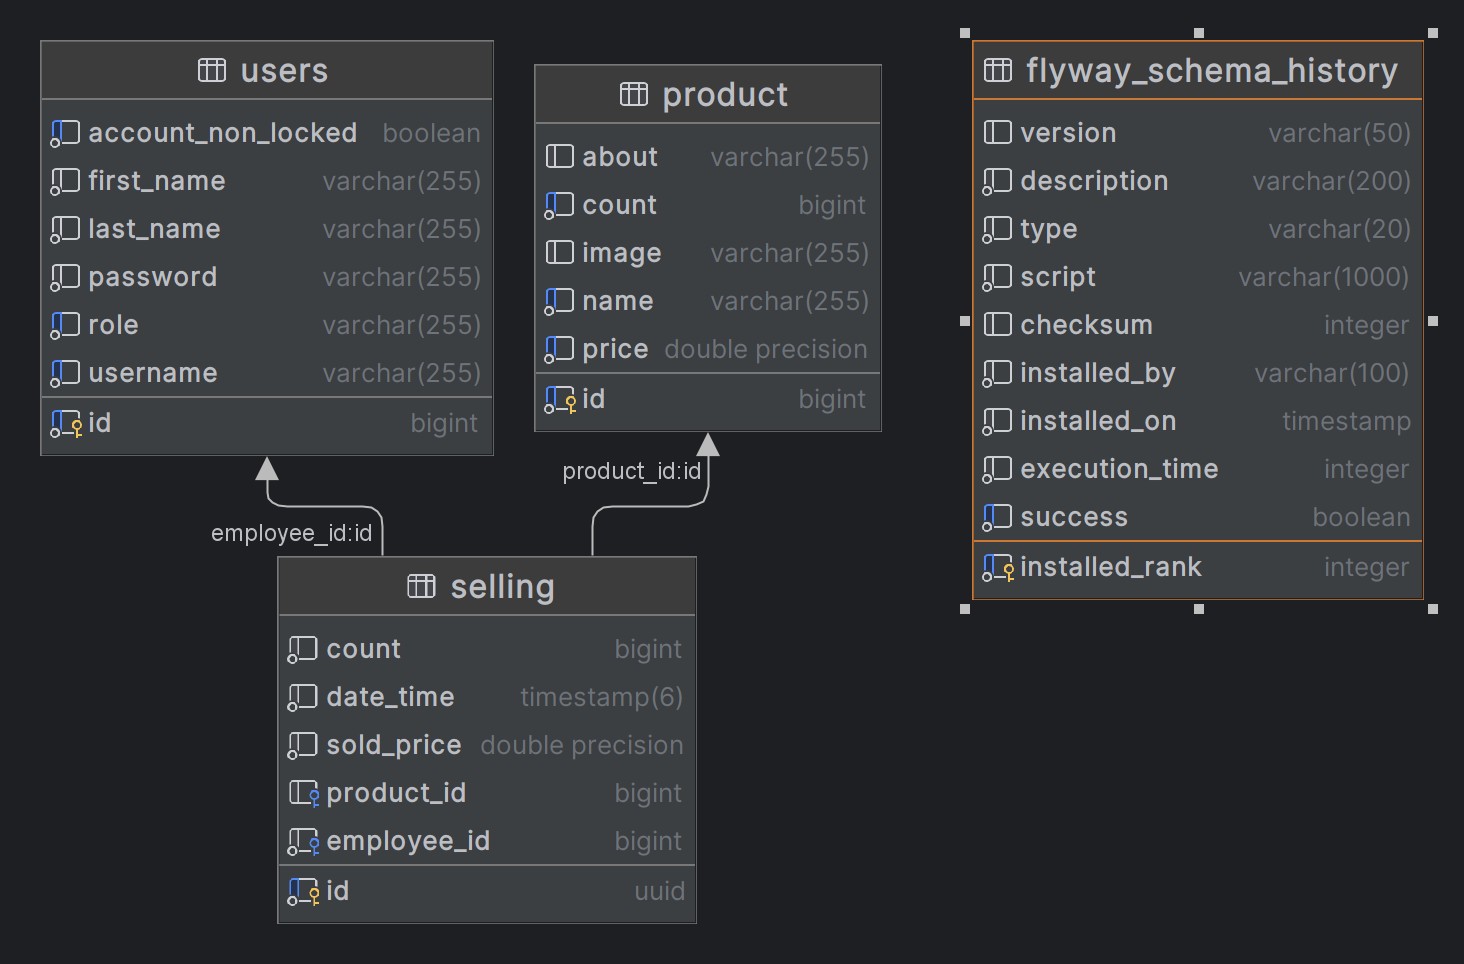 users
account_non_locked boolean
first_name varchar(255)
last_name varchar(255)
password varchar(255)
role varchar(255)
username varchar(255)
id bigint
product
about varchar(255)
count bigint
image varchar(255)
name varchar(255)
price double precision
id bigint
flyway_schema_history
version varchar(50)
description varchar(200)
type varchar(20)
script varchar(1000)
checksum integer
installed_by varchar(100)
installed_on timestamp
execution_time integer
success boolean
installed_rank integer
product_id:id
employee_id:id
selling
count bigint
date_time timestamp(6)
sold_price double precision
product_id bigint
employee_id bigint
id uuid